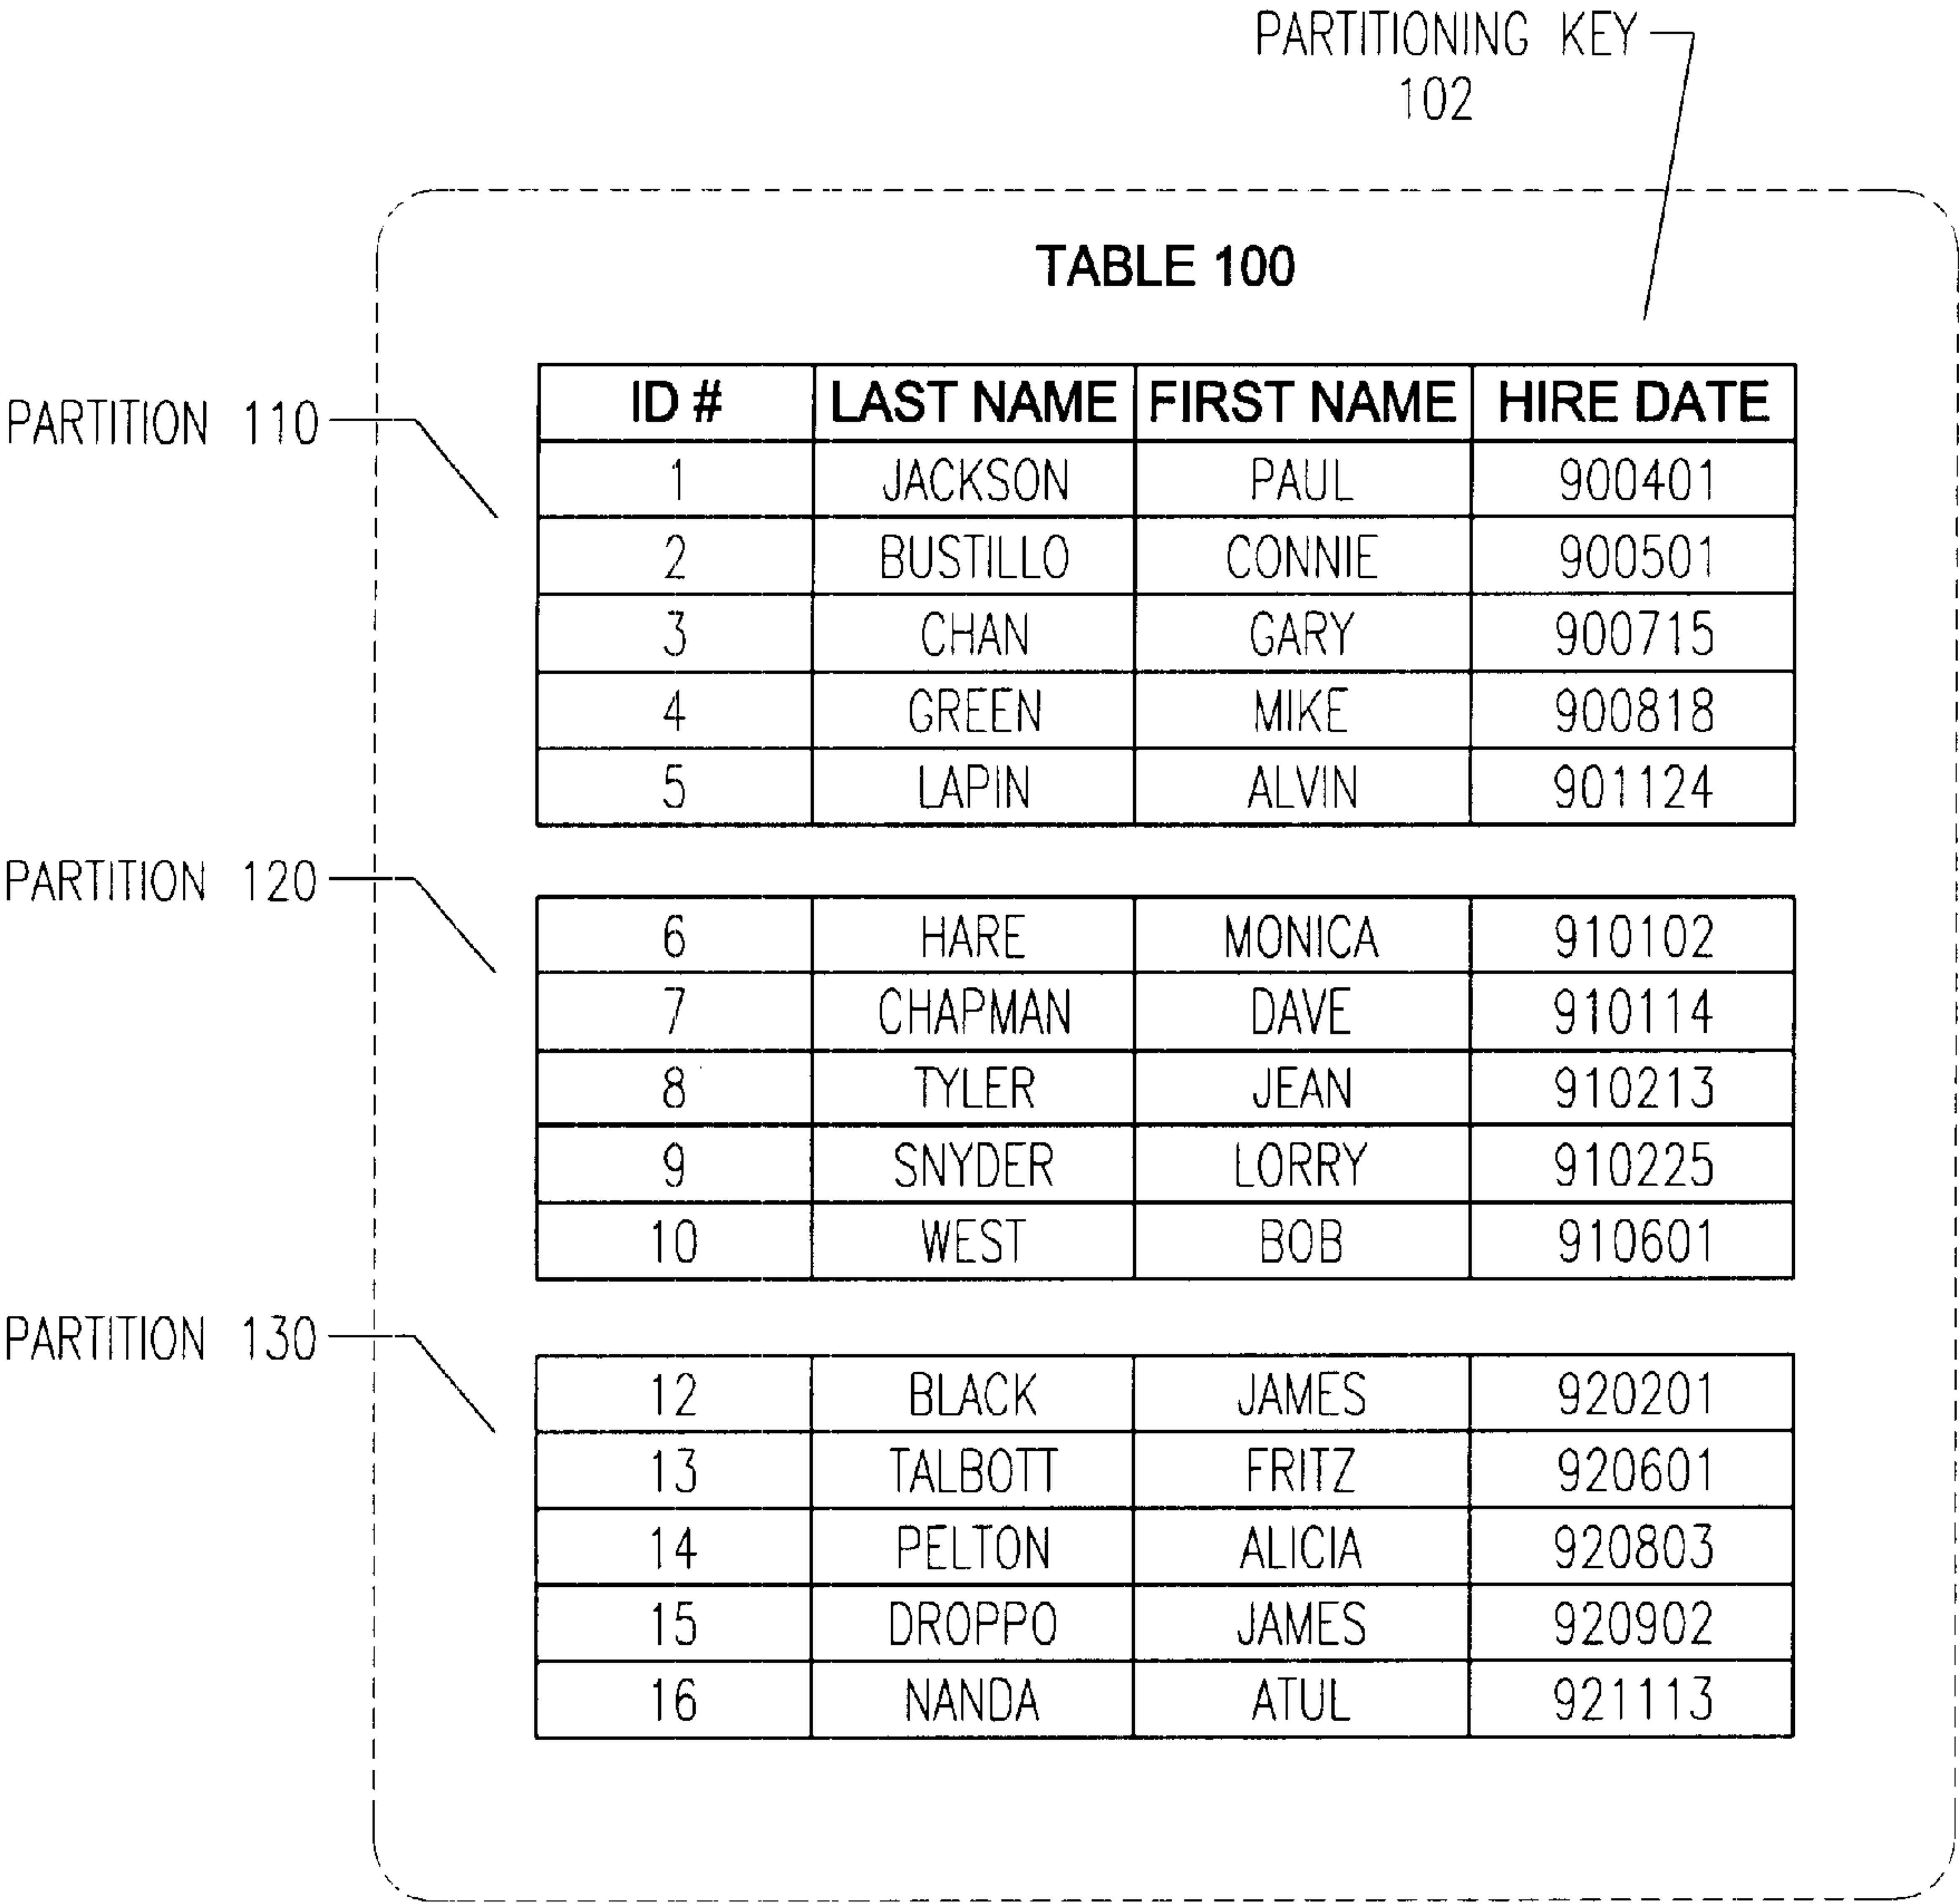 PARTITIONING KEY
102
TABLE 100
PARTITION 110
ID # LAST NAME FIRST NAME HIRE DATE
1 JACKSON PAUL 900401
2 BUSTILLO CONNIE 900501
3 CHAN GARY 900715
4 GREEN MIKE 900818
5 LAPIN ALVIN 901124
PARTITION 120
6 HARE MONICA 910102
7 CHAPMAN DAVE 910114
8 TYLER JEAN 910213
9 SNYDER LORRY 910225
10 WEST BOB 910601
PARTITION 130
12 BLACK JAMES 920201
13 TALBOTT FRITZ 920601
14 PELTON ALICIA 920803
15 DROPPO JAMES 920902
16 NANDA ATUL 921113